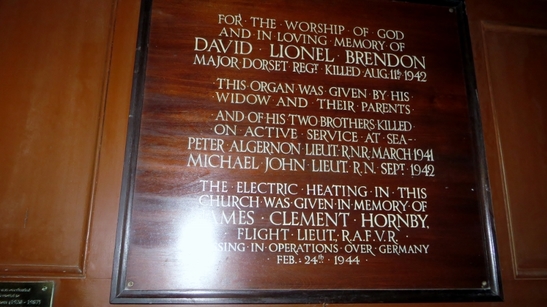 FOR · THE · WORSHIP · OF · GOD
AND · IN · LOVING · MEMORY · OF
DAVID · LIONEL · BRENDON
MAJOR · DORSET · REGT · KILLED · AUG. 11th 1942
THIS · ORGAN · WAS · GIVEN · BY · HIS
WIDOW · AND · THEIR · PARENTS
AND · OF · HIS · TWO · BROTHERS · KILLED
ON · ACTIVE · SERVICE · AT · SEA—
PETER · ALGERNON · LIEUT. R.N.R. MARCH 1941
MICHAEL · JOHN · LIEUT. R.N. SEPT. 1942
THE · ELECTRIC · HEATING · IN · THIS
CHURCH · WAS · GIVEN · IN · MEMORY · OF
AMES · CLEMENT · HORNBY,
FLIGHT · LIEUT. R.A.F.V.R.
SING · IN · OPERATIONS · OVER · GERMANY
FEB. 24th 1944